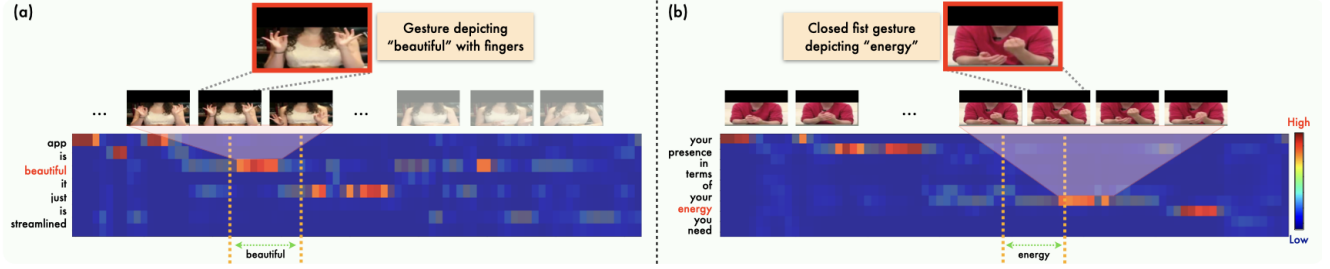 (a)
Gesture depicting
“beautiful” with fingers
...
...
app
is
beautiful
it
just
is
streamlined
beautiful
(b)
Closed fist gesture
depicting “energy”
...
your
presence
in
terms
of
your
energy
you
need
energy
High
Low